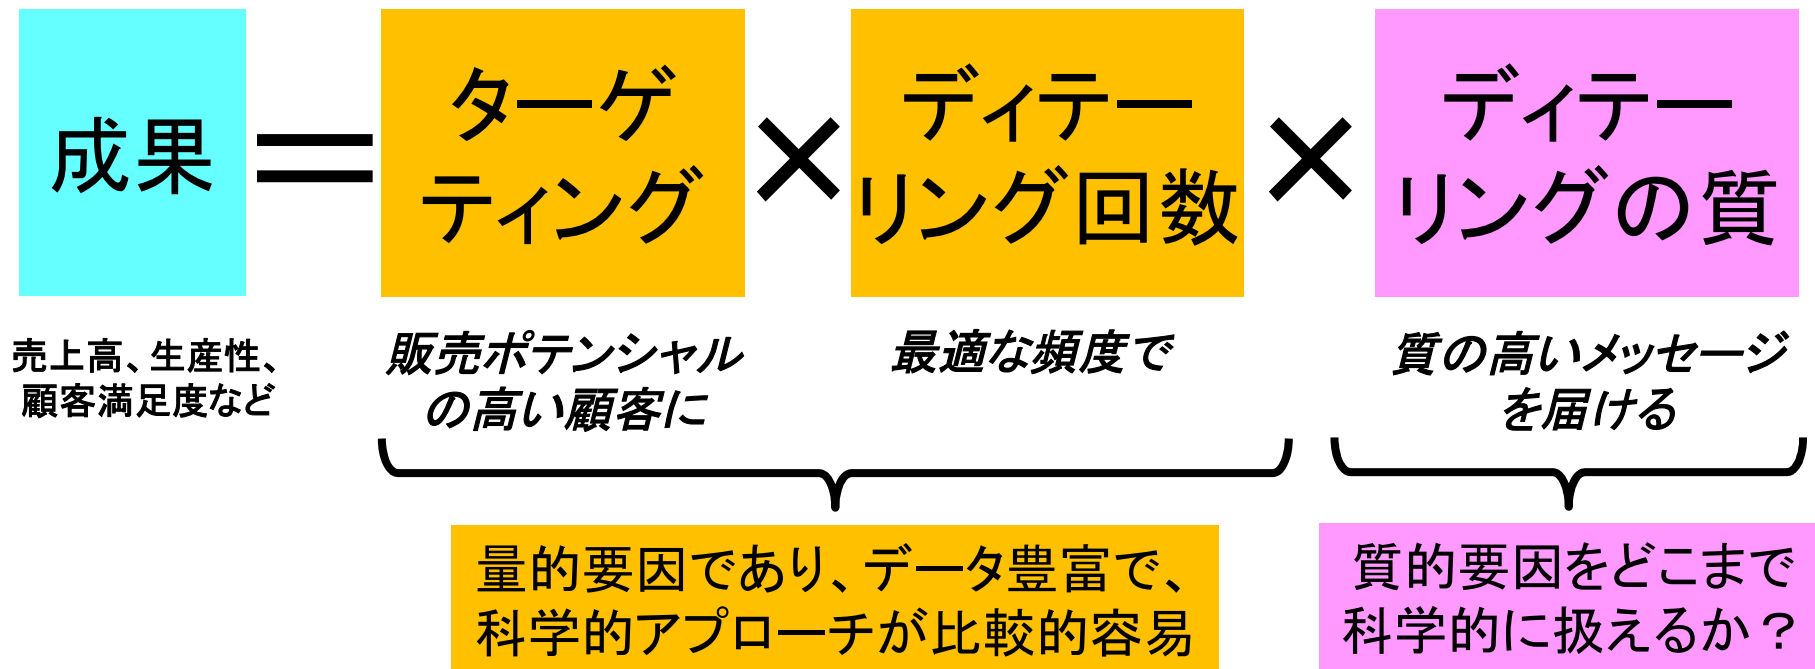 成果
＝
ターゲ
ティング
×
ディテー
リング回数
×
ディテー
リングの質
売上高、生産性、
顧客満足度など
販売ポテンシャル
の高い顧客に
最適な頻度で
質の高いメッセージ
を届ける
量的要因であり、データ豊富で、
科学的アプローチが比較的容易
質的要因をどこまで
科学的に扱えるか？